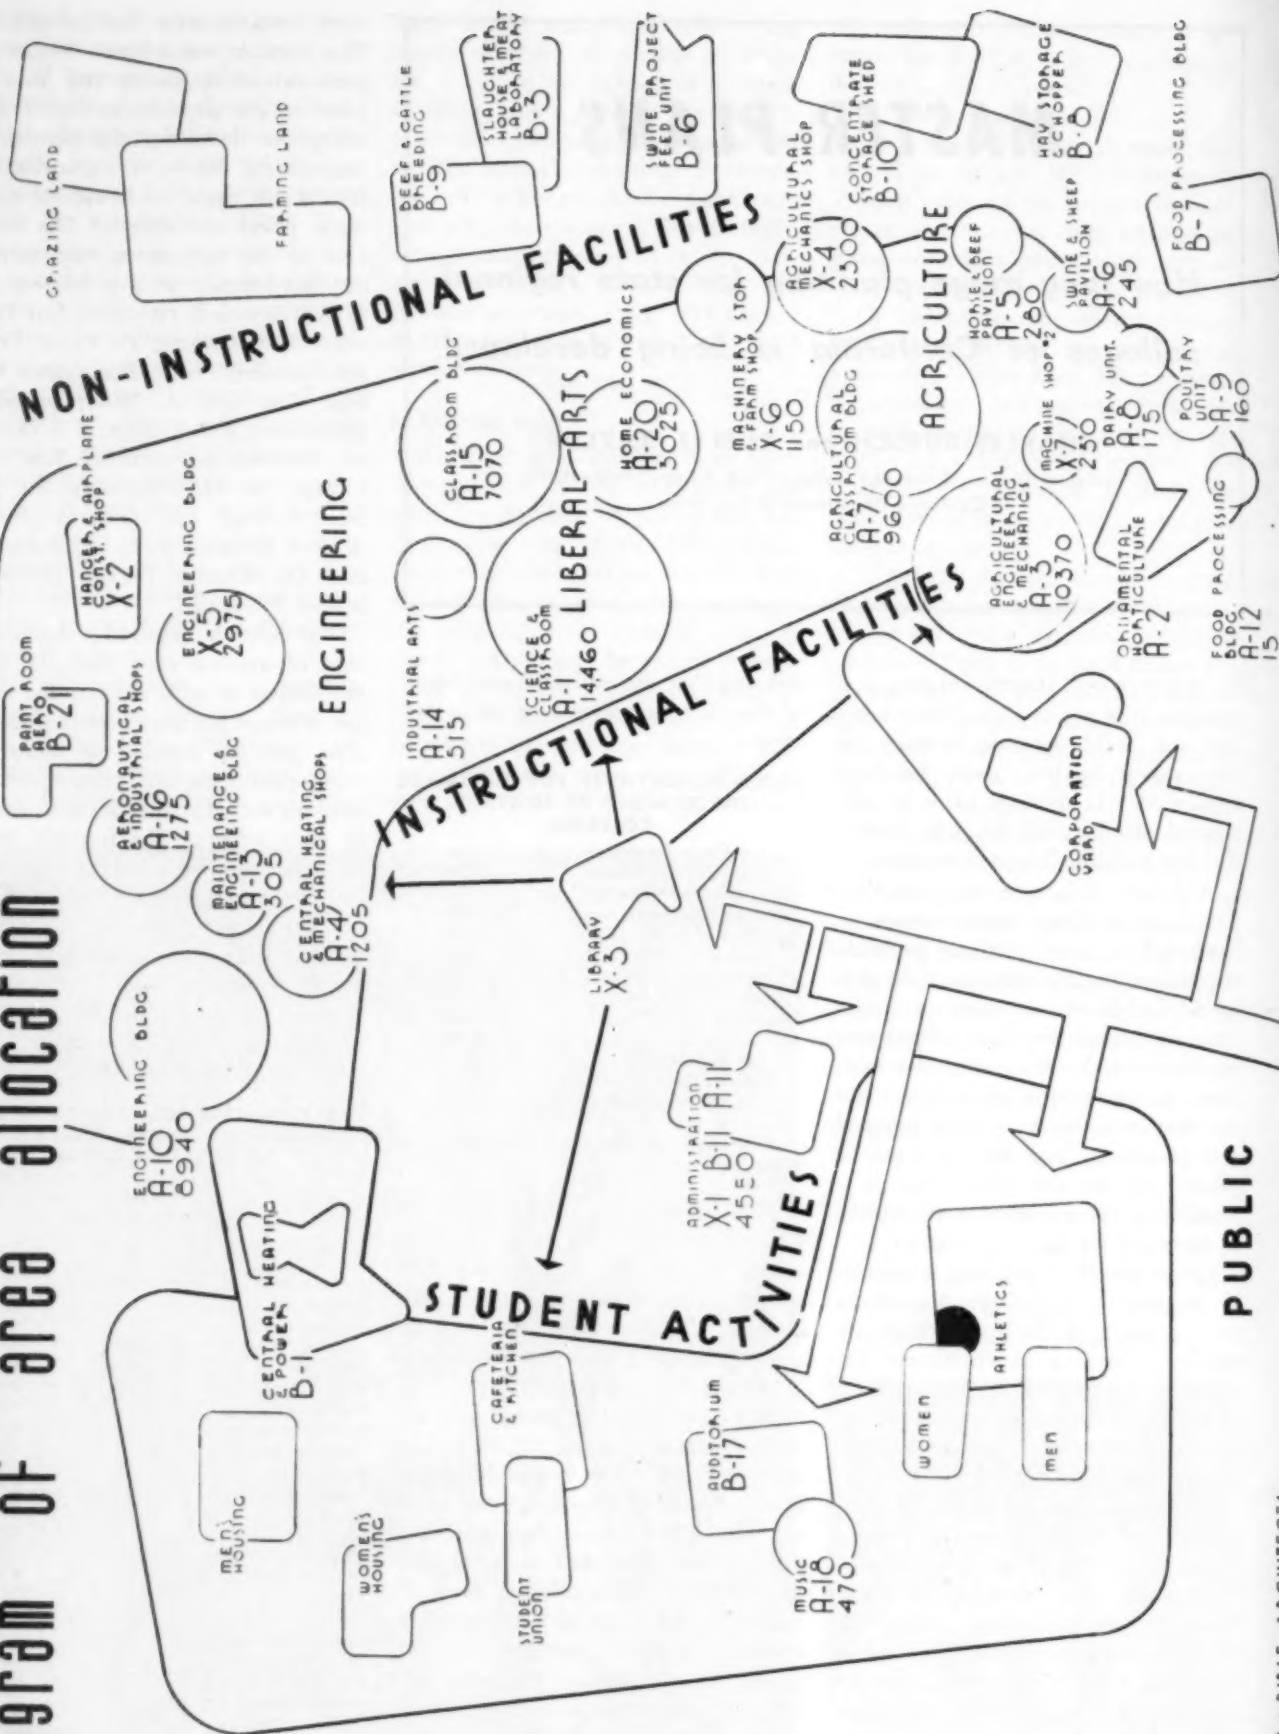 gram of area allocation
GRAZING LAND
FARMING LAND
NON-INSTRUCTIONAL FACILITIES
BEEF & CATTLE
BREEDING
B-9
SLAUGHTER
HOUSE & MEAT
LABORATORY
B-3
SWINE PROJECT
FEED UNIT
B-6
CONCENTRATE
STORAGE SHED
B-10
HAY STORAGE
& CHOPPER
B-8
FOOD PROCESSING BLDG
B-7
PAINT ROOM
AERO
B-21
HANGER & AIRPLANE
CONST. SHOP
X-2
AERONAUTICAL
& INDUSTRIAL SHOPS
A-16
1275
ENGINEERING BLDG
X-5
2975
MAINTENANCE &
ENGINEERING BLDG
A-13
305
CENTRAL HEATING
& MECHANICAL SHOPS
A-4
1205
ENGINEERING BLDG.
A-10
8940
ENGINEERING
CLASSROOM BLDG
A-15
7070
INDUSTRIAL ARTS
A-14
515
SCIENCE &
CLASSROOM
A-1
14,460
LIBERAL ARTS
HOME ECONOMICS
A-20
3025
MACHINERY STOR.
& FARM SHOP
X-6
1150
AGRICULTURAL
MECHANICS SHOP
X-4
2500
AGRICULTURAL
CLASSROOM BLDG
A-7
9600
AGRICULTURE
HORSE & BEEF
PAVILION
A-5
280
SWINE & SHEEP
PAVILION
A-6
245
AGRICULTURAL
ENGINEERING
& MECHANICS
A-3
10370
MACHINE SHOP #2
X-7
250
DAIRY UNIT
A-8
175
POULTRY
UNIT
A-9
160
ORNAMENTAL
HORTICULTURE
A-2
FOOD PROCESSING
BLDG.
A-12
15
INSTRUCTIONAL FACILITIES
LIBRARY
X-3
CORPORATION
YARD
ADMINISTRATION
X-1 B-11 A-11
4550
STUDENT ACTIVITIES
CENTRAL HEATING
& POWER
B-1
MEN'S
HOUSING
WOMEN'S
HOUSING
CAFETERIA
& KITCHEN
STUDENT
UNION
AUDITORIUM
B-17
MUSIC
A-18
470
WOMEN
MEN
ATHLETICS
PUBLIC
ARCHITECTS